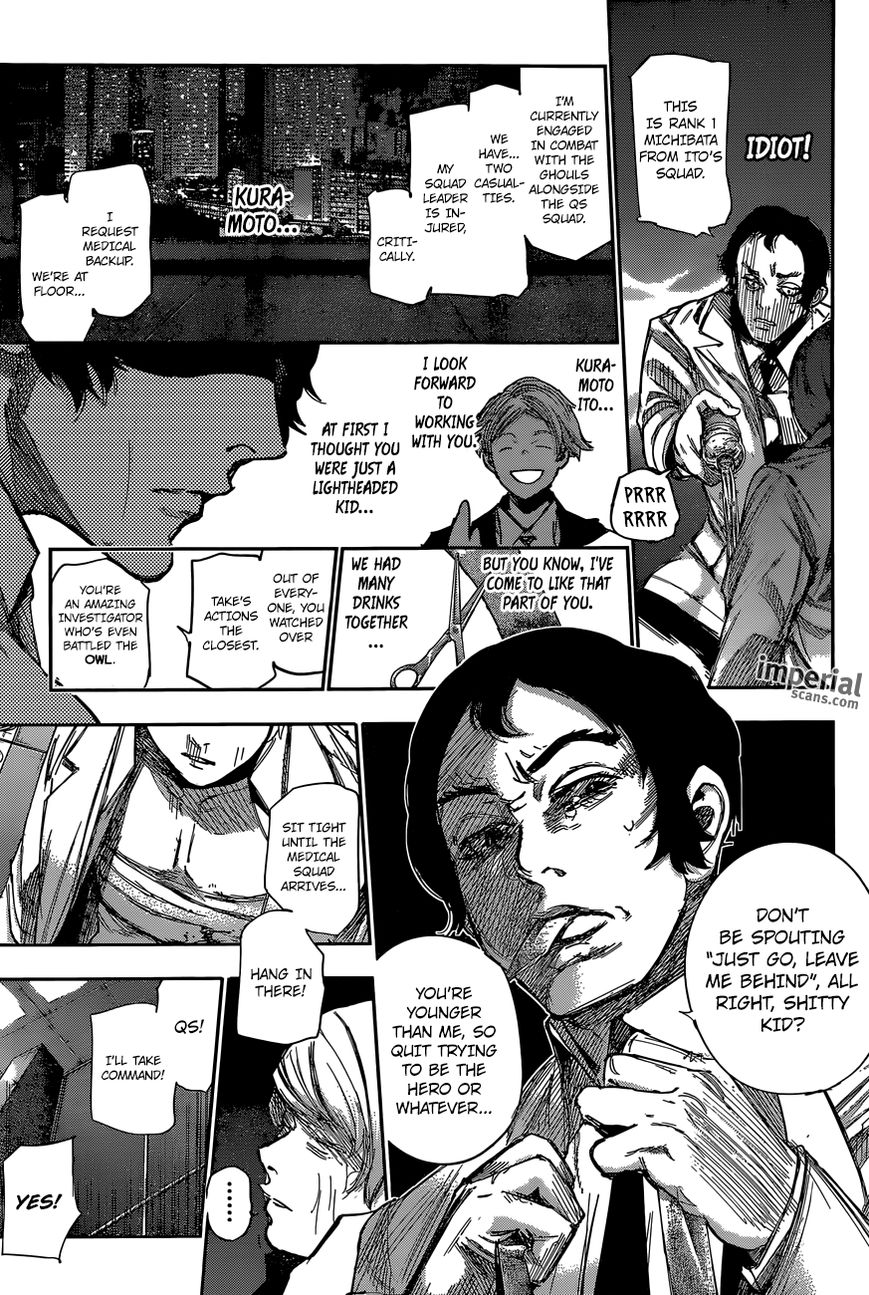 THIS
IS RANK 1
MICHIBATA
FROM ITO'S
SQUAD.
IDIOT!
PRRR
RRRR
I'M
CURRENTLY
ENGAGED
IN COMBAT
WITH THE
GHOULS
ALONGSIDE
THE QS
SQUAD.
WE
HAVE...
TWO
CASUAL-
TIES.
MY
SQUAD
LEADER
IS IN-
JURED,
CRITI-
CALLY.
KURA-
MOTO...
I
REQUEST
MEDICAL
BACKUP.
WE'RE AT
FLOOR...
KURA-
MOTO
ITO...
I LOOK
FORWARD
TO
WORKING
WITH YOU.
AT FIRST I
THOUGHT YOU
WERE JUST A
LIGHTHEADED
KID...
BUT YOU KNOW, I'VE
COME TO LIKE THAT
PART OF YOU.
WE HAD
MANY
DRINKS
TOGETHER
...
OUT OF
EVERY-
ONE, YOU
WATCHED
OVER
TAKE'S
ACTIONS
THE
CLOSEST.
YOU'RE
AN AMAZING
INVESTIGATOR
WHO'S EVEN
BATTLED THE
OWL.
imperial
scans.com
DON'T
BE SPOUTING
"JUST GO, LEAVE
ME BEHIND", ALL
RIGHT, SHITTY
KID?
YOU'RE
YOUNGER
THAN ME, SO
QUIT TRYING
TO BE THE
HERO OR
WHATEVER...
SIT TIGHT
UNTIL THE
MEDICAL
SQUAD
ARRIVES...
HANG IN
THERE!
......
QS!
I'LL TAKE
COMMAND!
YES!